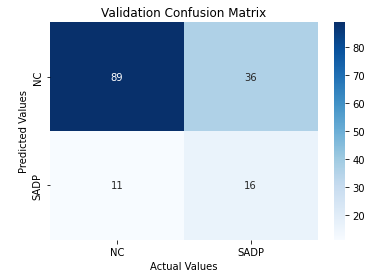 Validation Confusion Matrix
Predicted Values
NC
89
36
SADP
11
16
NC
SADP
Actual Values
80
70
60
50
40
30
20